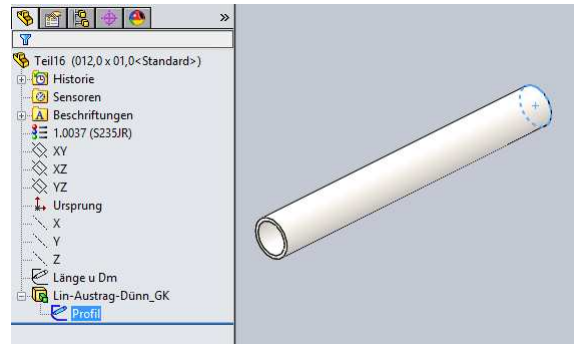 »
Teil16 (012,0 x 01,0<Standard>)
Historie
Sensoren
A Beschriftungen
1.0037 (S235JR)
XY
XZ
YZ
Ursprung
X
Y
Z
Länge u Dm
Lin-Austrag-Dünn_GK
Profil